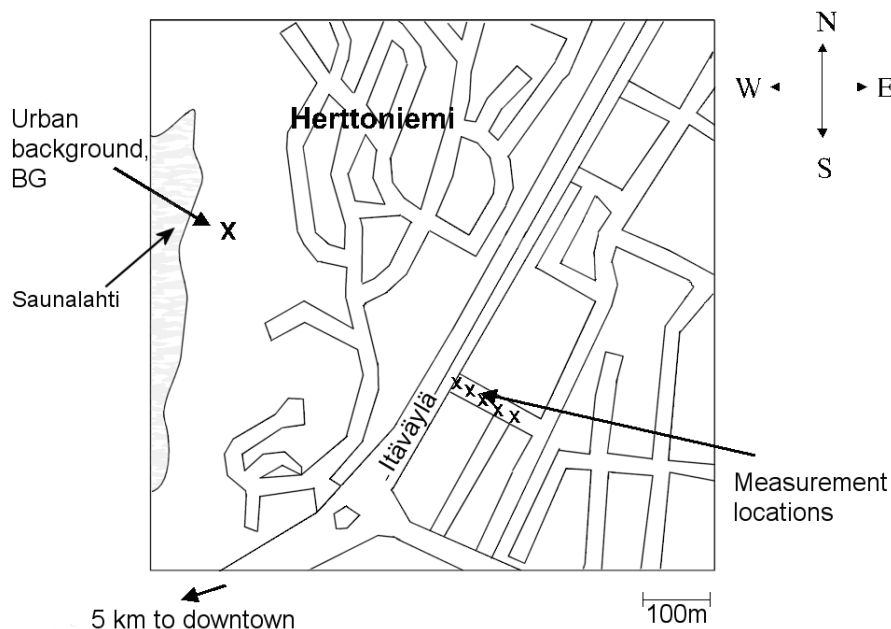 N
W
E
S
Herttoniemi
Urban
background,
BG
X
Saunalahti
x
x
x
x
x
Itäväylä
Measurement
locations
100m
5 km to downtown